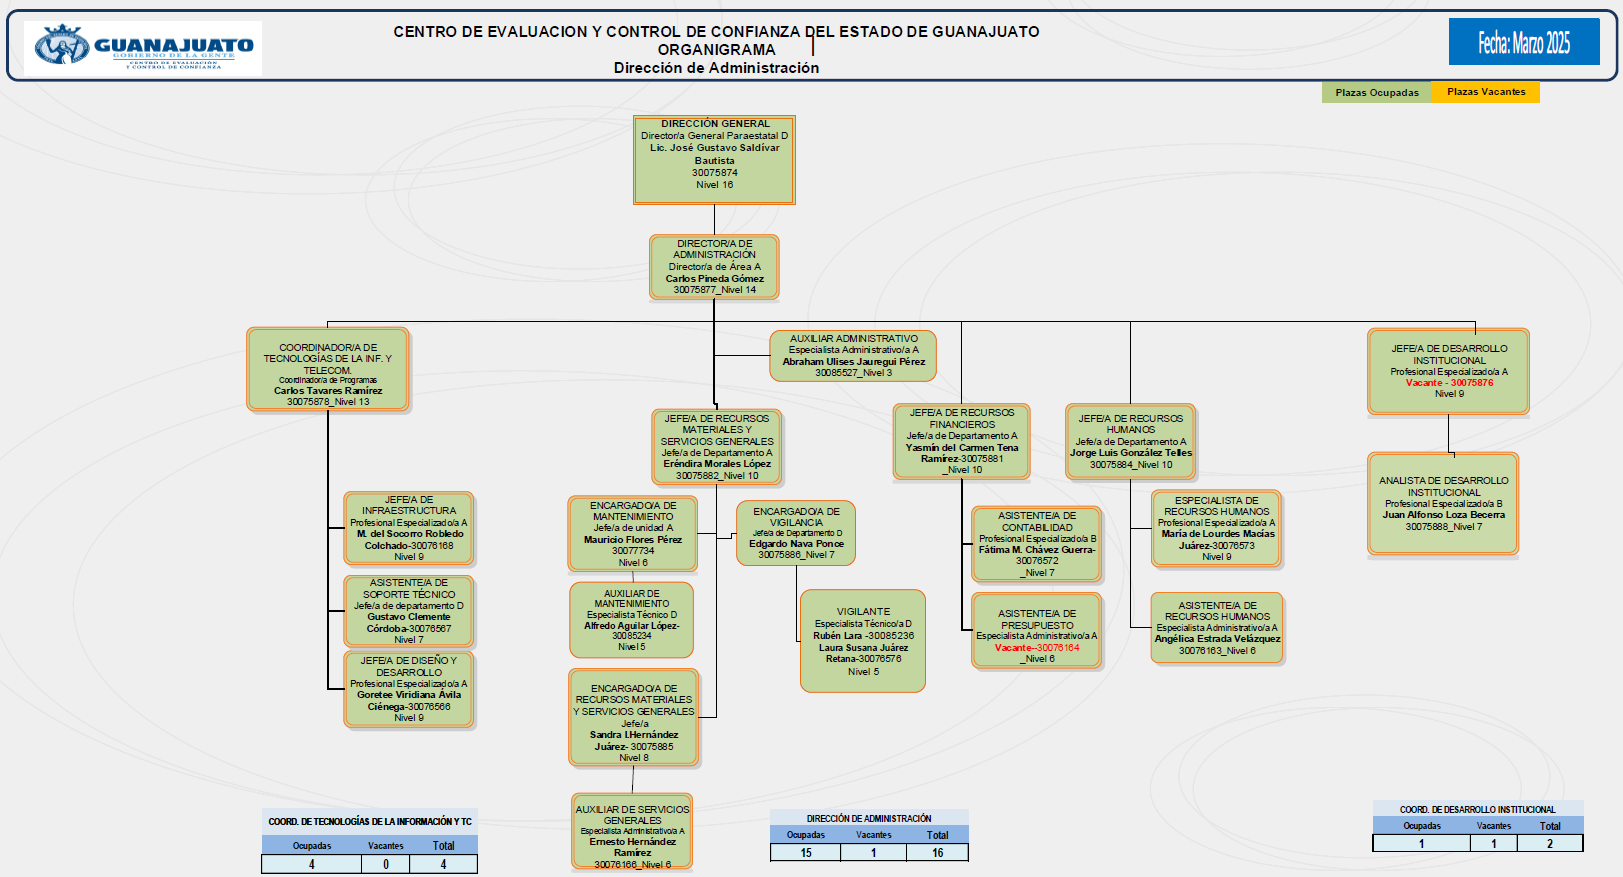 GUANAJUATO
GOBIERNO DE LA GENTE
CENTRO DE EVALUACIÓN
Y CONTROL DE CONFIANZA
CENTRO DE EVALUACION Y CONTROL DE CONFIANZA DEL ESTADO DE GUANAJUATO
ORGANIGRAMA
Dirección de Administración
Fecha: Marzo 2025
Plazas Ocupadas
Plazas Vacantes
DIRECCIÓN GENERAL
Director/a General Paraestatal D
Lic. José Gustavo Saldívar
Bautista
30075874
Nivel 16
DIRECTOR/A DE
ADMINISTRACIÓN
Director/a de Área A
Carlos Pineda Gómez
30075877_Nivel 14
COORDINADOR/A DE
TECNOLOGÍAS DE LA INF. Y
TELECOM.
Coordinador/a de Programas
Carlos Tavares Ramírez
30075878_Nivel 13
AUXILIAR ADMINISTRATIVO
Especialista Administrativo/a A
Abraham Ulises Jauregui Pérez
30085527_Nivel 3
JEFE/A DE DESARROLLO
INSTITUCIONAL
Profesional Especializado/a A
Vacante - 30075876
Nivel 9
JEFE/A DE RECURSOS
MATERIALES Y
SERVICIOS GENERALES
Jefe/a de Departamento A
Eréndira Morales López
30075882_Nivel 10
JEFE/A DE RECURSOS
FINANCIEROS
Jefe/a de Departamento A
Yasmín del Carmen Tena
Ramírez-30075881
_Nivel 10
JEFE/A DE RECURSOS
HUMANOS
Jefe/a de Departamento A
Jorge Luis González Telles
30075884_Nivel 10
ANALISTA DE DESARROLLO
INSTITUCIONAL
Profesional Especializado/a B
Juan Alfonso Loza Becerra
30075888_Nivel 7
JEFE/A DE
INFRAESTRUCTURA
Profesional Especializado/a A
M. del Socorro Robledo
Colchado-30076168
Nivel 9
ENCARGADO/A DE
MANTENIMIENTO
Jefe/a de unidad A
Mauricio Flores Pérez
30077734
Nivel 6
ENCARGADO/A DE
VIGILANCIA
Jefe/a de Departamento D
Edgardo Nava Ponce
30075886_Nivel 7
ASISTENTE/A DE
CONTABILIDAD
Profesional Especializado/a B
Fátima M. Chávez Guerra-
30076572
_Nivel 7
ESPECIALISTA DE
RECURSOS HUMANOS
Profesional Especializado/a A
María de Lourdes Macías
Juárez-30076573
Nivel 9
ASISTENTE/A DE
SOPORTE TÉCNICO
Jefe/a de departamento D
Gustavo Clemente
Córdoba-30076567
Nivel 7
AUXILIAR DE
MANTENIMIENTO
Especialista Técnico D
Alfredo Aguilar López-
30085234
Nivel 5
VIGILANTE
Especialista Técnico/a D
Rubén Lara -30085236
Laura Susana Juárez
Retana-30076576
Nivel 5
ASISTENTE/A DE
PRESUPUESTO
Especialista Administrativo/a A
Vacante--30076164
_Nivel 6
ASISTENTE/A DE
RECURSOS HUMANOS
Especialista Administrativo/a A
Angélica Estrada Velázquez
30076163_Nivel 6
JEFE/A DE DISEÑO Y
DESARROLLO
Profesional Especializado/a A
Goretee Viridiana Ávila
Ciénega-30076566
Nivel 9
ENCARGADO/A DE
RECURSOS MATERIALES
Y SERVICIOS GENERALES
Jefe/a
Sandra I.Hernández
Juárez- 30075885
Nivel 8
AUXILIAR DE SERVICIOS
GENERALES
Especialista Administrativo/a A
Ernesto Hernández
Ramírez
30076166_Nivel 6
COORD. DE TECNOLOGÍAS DE LA INFORMACIÓN Y TC
Ocupadas Vacantes Total
4 0 4
DIRECCIÓN DE ADMINISTRACIÓN
Ocupadas Vacantes Total
15 1 16
COORD. DE DESARROLLO INSTITUCIONAL
Ocupadas Vacantes Total
1 1 2